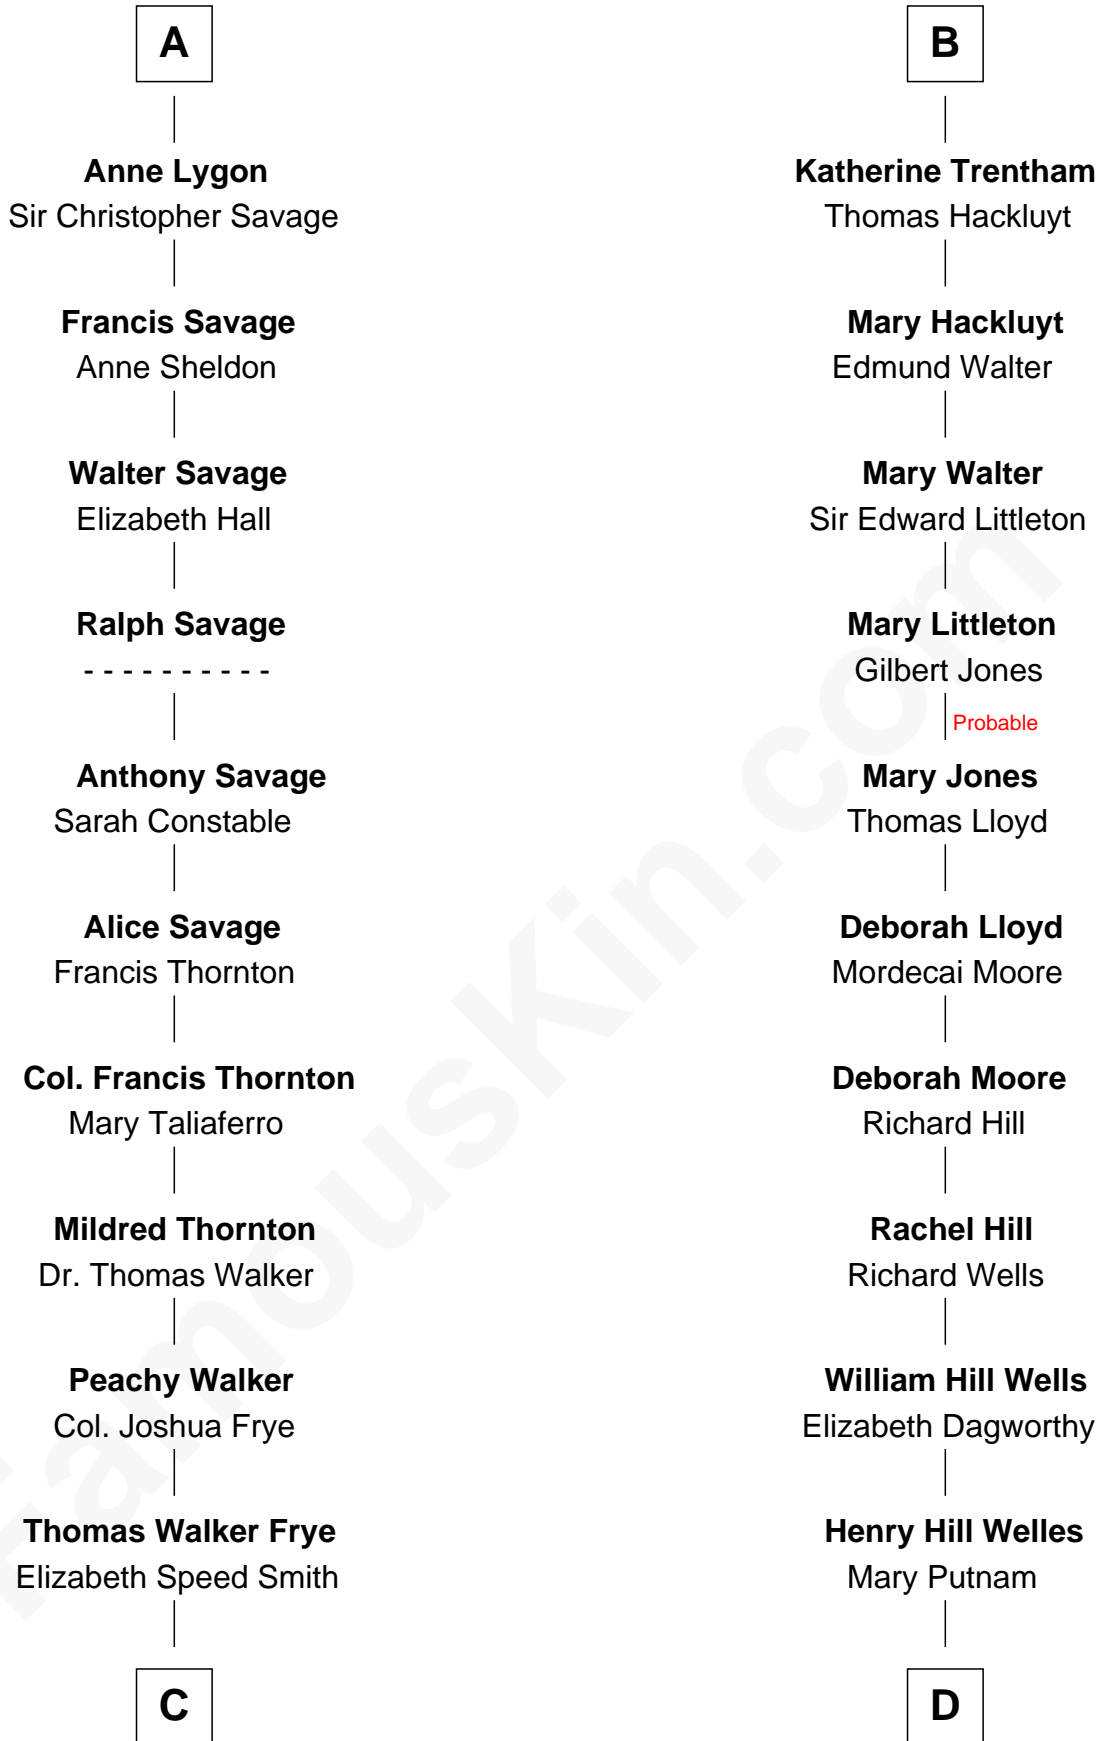 A
Anne Lygon
Sir Christopher Savage
Francis Savage
Anne Sheldon
Walter Savage
Elizabeth Hall
Ralph Savage
- - - - - - - - - -
Anthony Savage
Sarah Constable
Alice Savage
Francis Thornton
Col. Francis Thornton
Mary Taliaferro
Mildred Thornton
Dr. Thomas Walker
Peachy Walker
Col. Joshua Frye
Thomas Walker Frye
Elizabeth Speed Smith
C
B
Katherine Trentham
Thomas Hackluyt
Mary Hackluyt
Edmund Walter
Mary Walter
Sir Edward Littleton
Mary Littleton
Gilbert Jones
Probable
Mary Jones
Thomas Lloyd
Deborah Lloyd
Mordecai Moore
Deborah Moore
Richard Hill
Rachel Hill
Richard Wells
William Hill Wells
Elizabeth Dagworthy
Henry Hill Welles
Mary Putnam
D
FamousKin.com